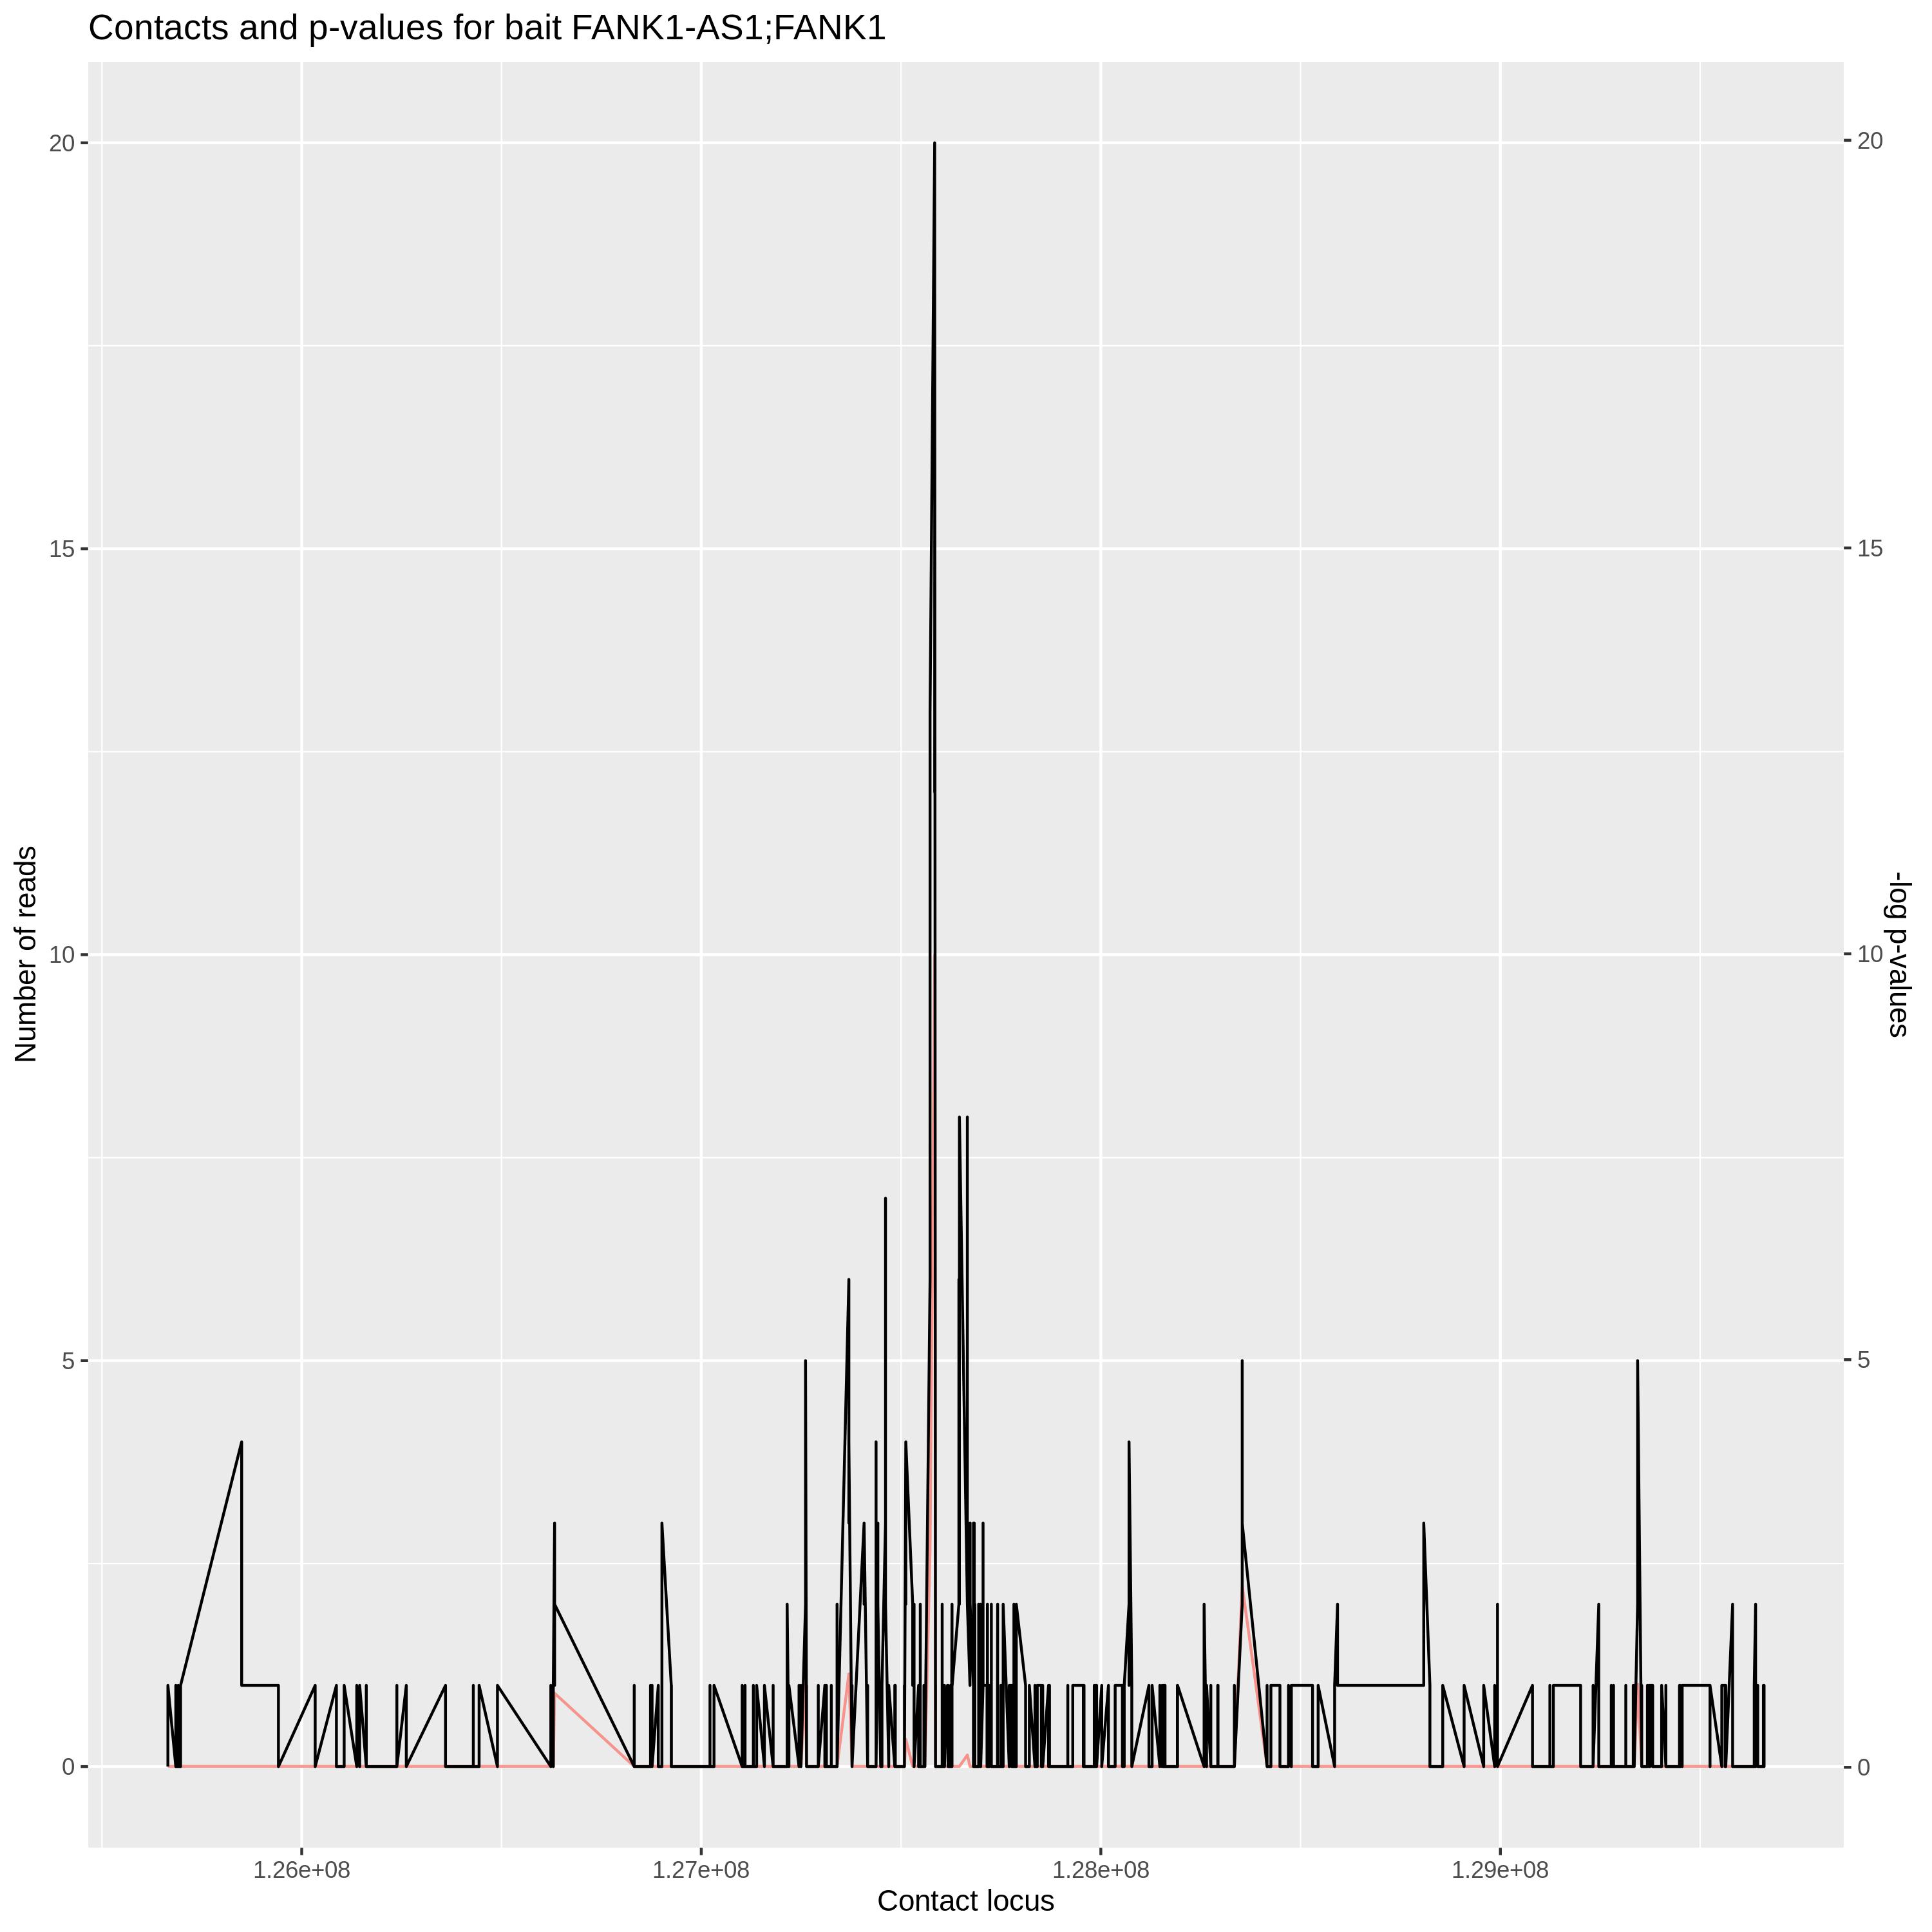 Contacts and p-values for bait FANK1-AS1;FANK1
20
15
10
5
0
20
15
10
5
0
Number of reads
-log p-values
1.26e+08
1.27e+08
1.28e+08
1.29e+08
Contact locus